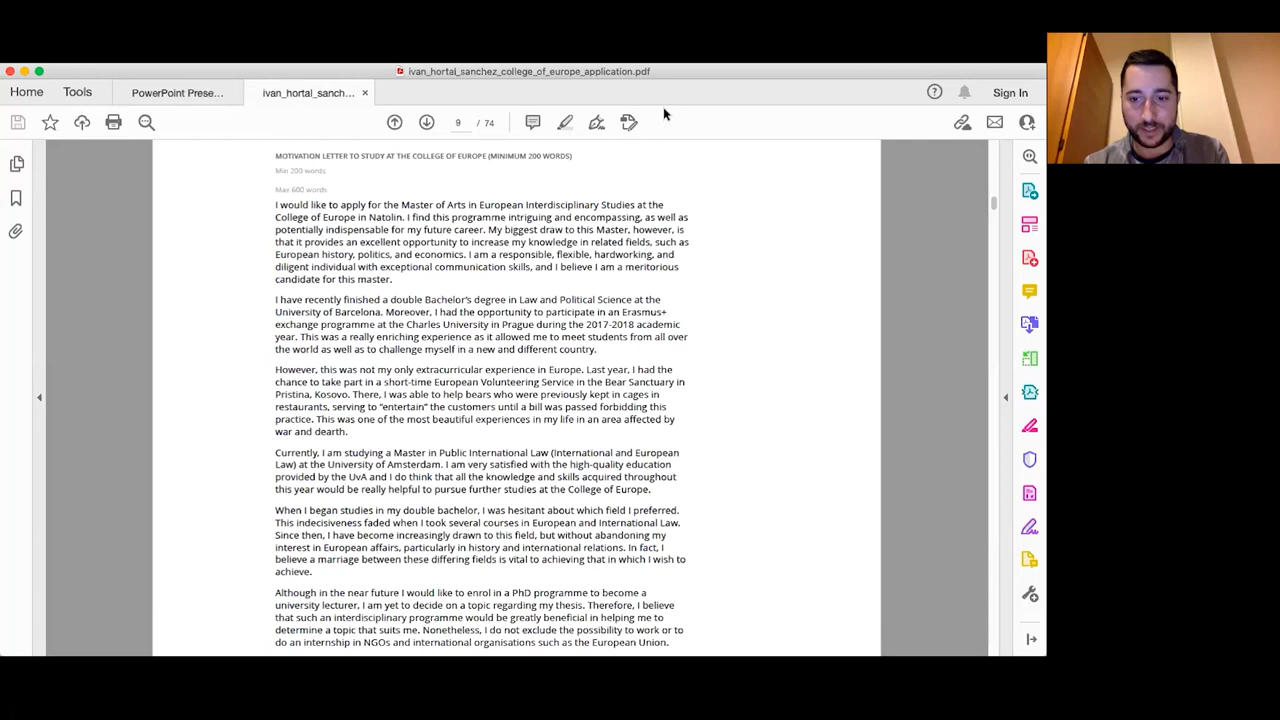 ivan_hortal_sanchez_college_of_europe_application.pdf
Home
Tools
PowerPoint Prese...
ivan_hortal_sanch...
Sign In
9 / 74
MOTIVATION LETTER TO STUDY AT THE COLLEGE OF EUROPE (MINIMUM 200 WORDS)
Min 200 words
Max 600 words
I would like to apply for the Master of Arts in European Interdisciplinary Studies at the
College of Europe in Natolin. I find this programme intriguing and encompassing, as well as
potentially indispensable for my future career. My biggest draw to this Master, however, is
that it provides an excellent opportunity to increase my knowledge in related fields, such as
European history, politics, and economics. I am a responsible, flexible, hardworking, and
diligent individual with exceptional communication skills, and I believe I am a meritorious
candidate for this master.
I have recently finished a double Bachelor's degree in Law and Political Science at the
University of Barcelona. Moreover, I had the opportunity to participate in an Erasmus+
exchange programme at the Charles University in Prague during the 2017-2018 academic
year. This was a really enriching experience as it allowed me to meet students from all over
the world as well as to challenge myself in a new and different country.
However, this was not my only extracurricular experience in Europe. Last year, I had the
chance to take part in a short-time European Volunteering Service in the Bear Sanctuary in
Pristina, Kosovo. There, I was able to help bears who were previously kept in cages in
restaurants, serving to “entertain” the customers until a bill was passed forbidding this
practice. This was one of the most beautiful experiences in my life in an area affected by
war and dearth.
Currently, I am studying a Master in Public International Law (International and European
Law) at the University of Amsterdam. I am very satisfied with the high-quality education
provided by the UvA and I do think that all the knowledge and skills acquired throughout
this year would be really helpful to pursue further studies at the College of Europe.
When I began studies in my double bachelor, I was hesitant about which field I preferred.
This indecisiveness faded when I took several courses in European and International Law.
Since then, I have become increasingly drawn to this field, but without abandoning my
interest in European affairs, particularly in history and international relations. In fact, I
believe a marriage between these differing fields is vital to achieving that in which I wish to
achieve.
Although in the near future I would like to enrol in a PhD programme to become a
university lecturer, I am yet to decide on a topic regarding my thesis. Therefore, I believe
that such an interdisciplinary programme would be greatly beneficial in helping me to
determine a topic that suits me. Nonetheless, I do not exclude the possibility to work or to
do an internship in NGOs and international organisations such as the European Union.